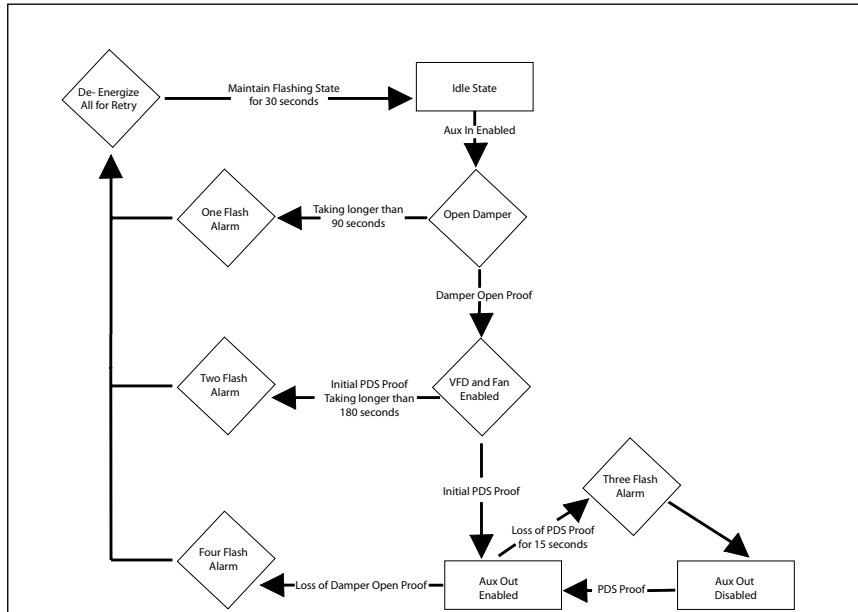 De- Energize
All for Retry
Maintain Flashing State
for 30 seconds
Idle State
Aux In Enabled
One Flash
Alarm
Taking longer than
90 seconds
Open Damper
Damper Open Proof
Two Flash
Alarm
Initial PDS Proof
Taking longer than
180 seconds
VFD and Fan
Enabled
Initial PDS Proof
Three Flash
Alarm
Loss of PDS Proof
for 15 seconds
Four Flash
Alarm
Loss of Damper Open Proof
Aux Out
Enabled
PDS Proof
Aux Out
Disabled